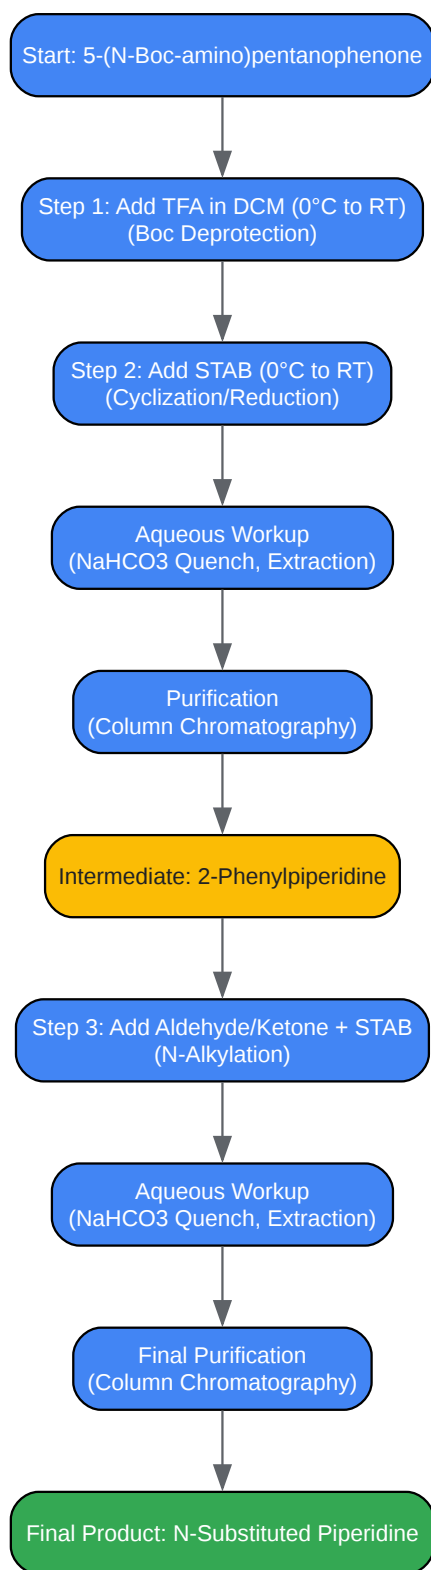 Start: 5-(N-Boc-amino)pentanophenone
Step 1: Add TFA in DCM (0°C to RT)
(Boc Deprotection)
Step 2: Add STAB (0°C to RT)
(Cyclization/Reduction)
Aqueous Workup
(NaHCO3 Quench, Extraction)
Purification
(Column Chromatography)
Intermediate: 2-Phenylpiperidine
Step 3: Add Aldehyde/Ketone + STAB
(N-Alkylation)
Aqueous Workup
(NaHCO3 Quench, Extraction)
Final Purification
(Column Chromatography)
Final Product: N-Substituted Piperidine